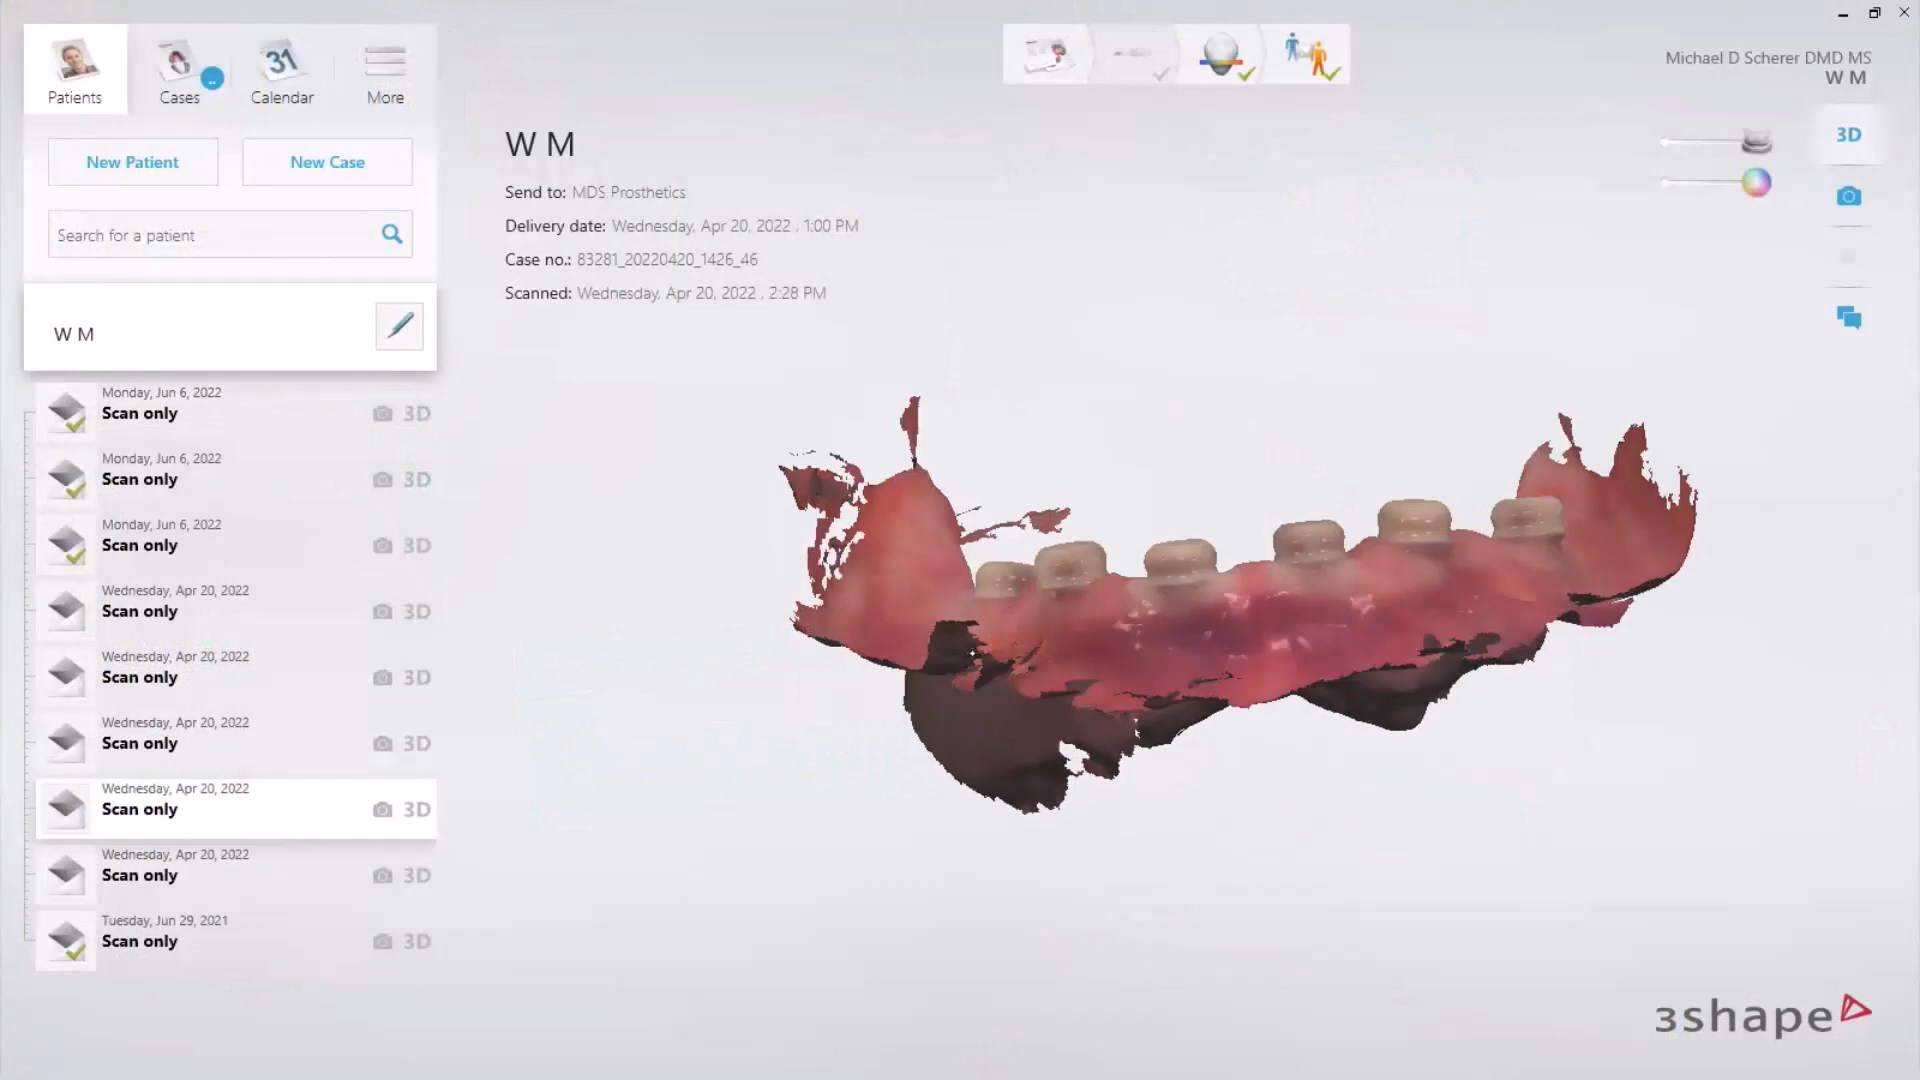 Patients
Cases
31
Calendar
More
New Patient
New Case
Search for a patient
W M
Monday, Jun 6, 2022
Scan only
3D
Monday, Jun 6, 2022
Scan only
3D
Monday, Jun 6, 2022
Scan only
3D
Wednesday, Apr 20, 2022
Scan only
3D
Wednesday, Apr 20, 2022
Scan only
3D
Wednesday, Apr 20, 2022
Scan only
3D
Wednesday, Apr 20, 2022
Scan only
3D
Wednesday, Apr 20, 2022
Scan only
3D
Tuesday, Jun 29, 2021
Scan only
3D
W M
Send to: MDS Prosthetics
Delivery date: Wednesday, Apr 20, 2022 , 1:00 PM
Case no.: 83281_20220420_1426_46
Scanned: Wednesday, Apr 20, 2022 , 2:28 PM
Michael D Scherer DMD MS
W M
3D
3shape